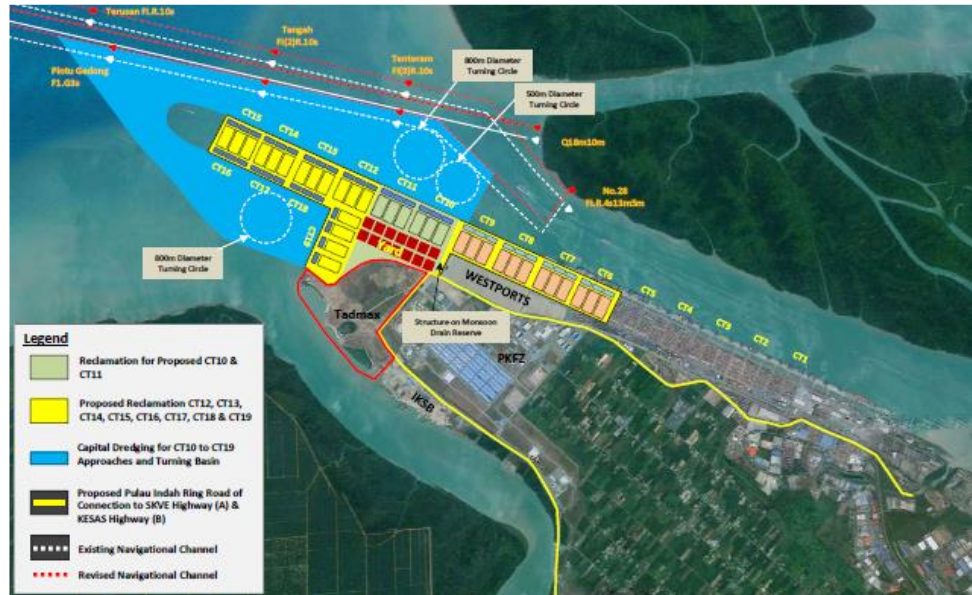 Terusan Fl.R.10s
Tangah
Fl(2)R.10s
Tenteram
Fl(3)R.10s
800m Diameter
Turning Circle
500m Diameter
Turning Circle
Pintu Gedong
F1.G3s
Q18m10m
No.28
Fl.R.4s13m5m
CT15
CT14
CT13
CT12
CT11
CT10
CT9
CT8
CT7
CT6
CT5
CT4
CT3
CT2
CT1
CT16
CT17
CT18
CT19
Yard
800m Diameter
Turning Circle
WESTPORTS
Tadmax
Structure on Monsoon
Drain Reserve
PKFZ
IKSB
Legend
Reclamation for Proposed CT10 &
CT11
Proposed Reclamation CT12, CT13,
CT14, CT15, CT16, CT17, CT18 & CT19
Capital Dredging for CT10 to CT19
Approaches and Turning Basin
Proposed Pulau Indah Ring Road of
Connection to SKVE Highway (A) &
KESAS Highway (B)
Existing Navigational Channel
Revised Navigational Channel